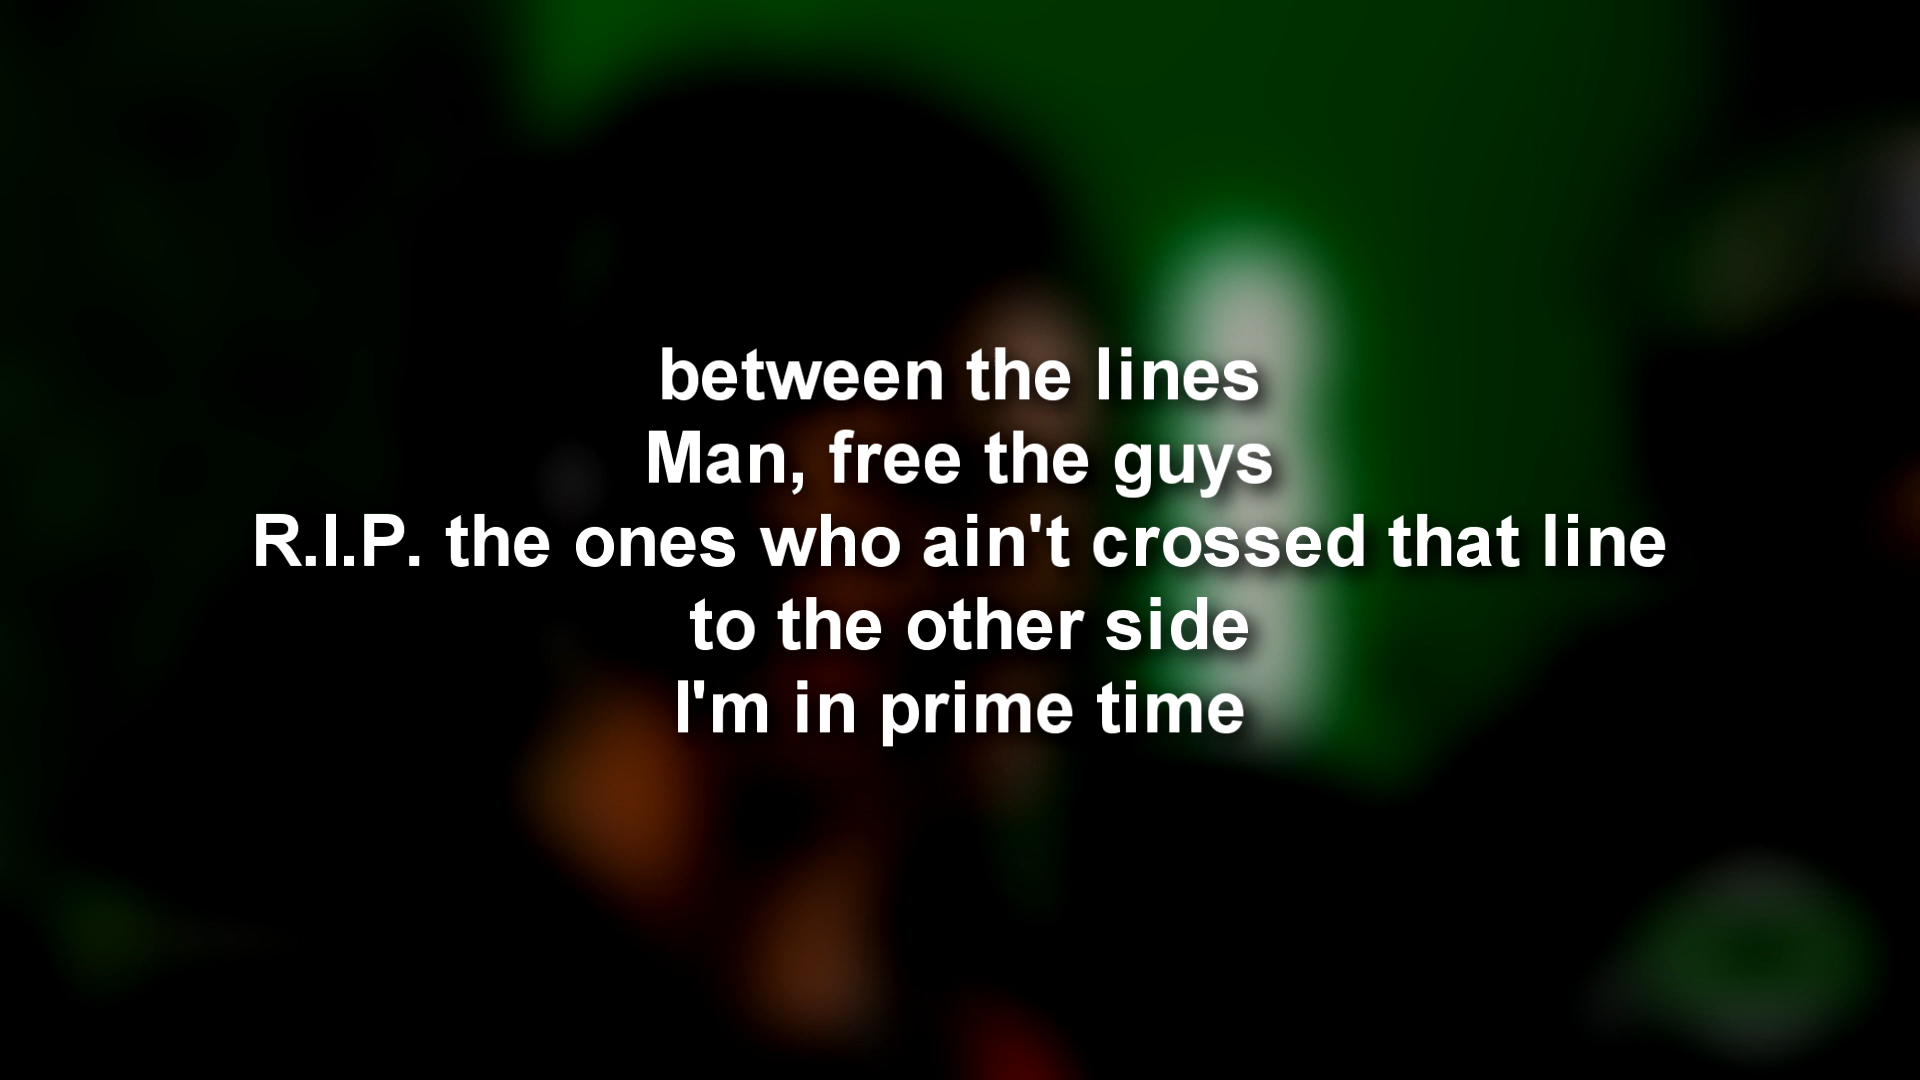 between the lines
Man, free the guys
R.I.P. the ones who ain't crossed that line
to the other side
I'm in prime time